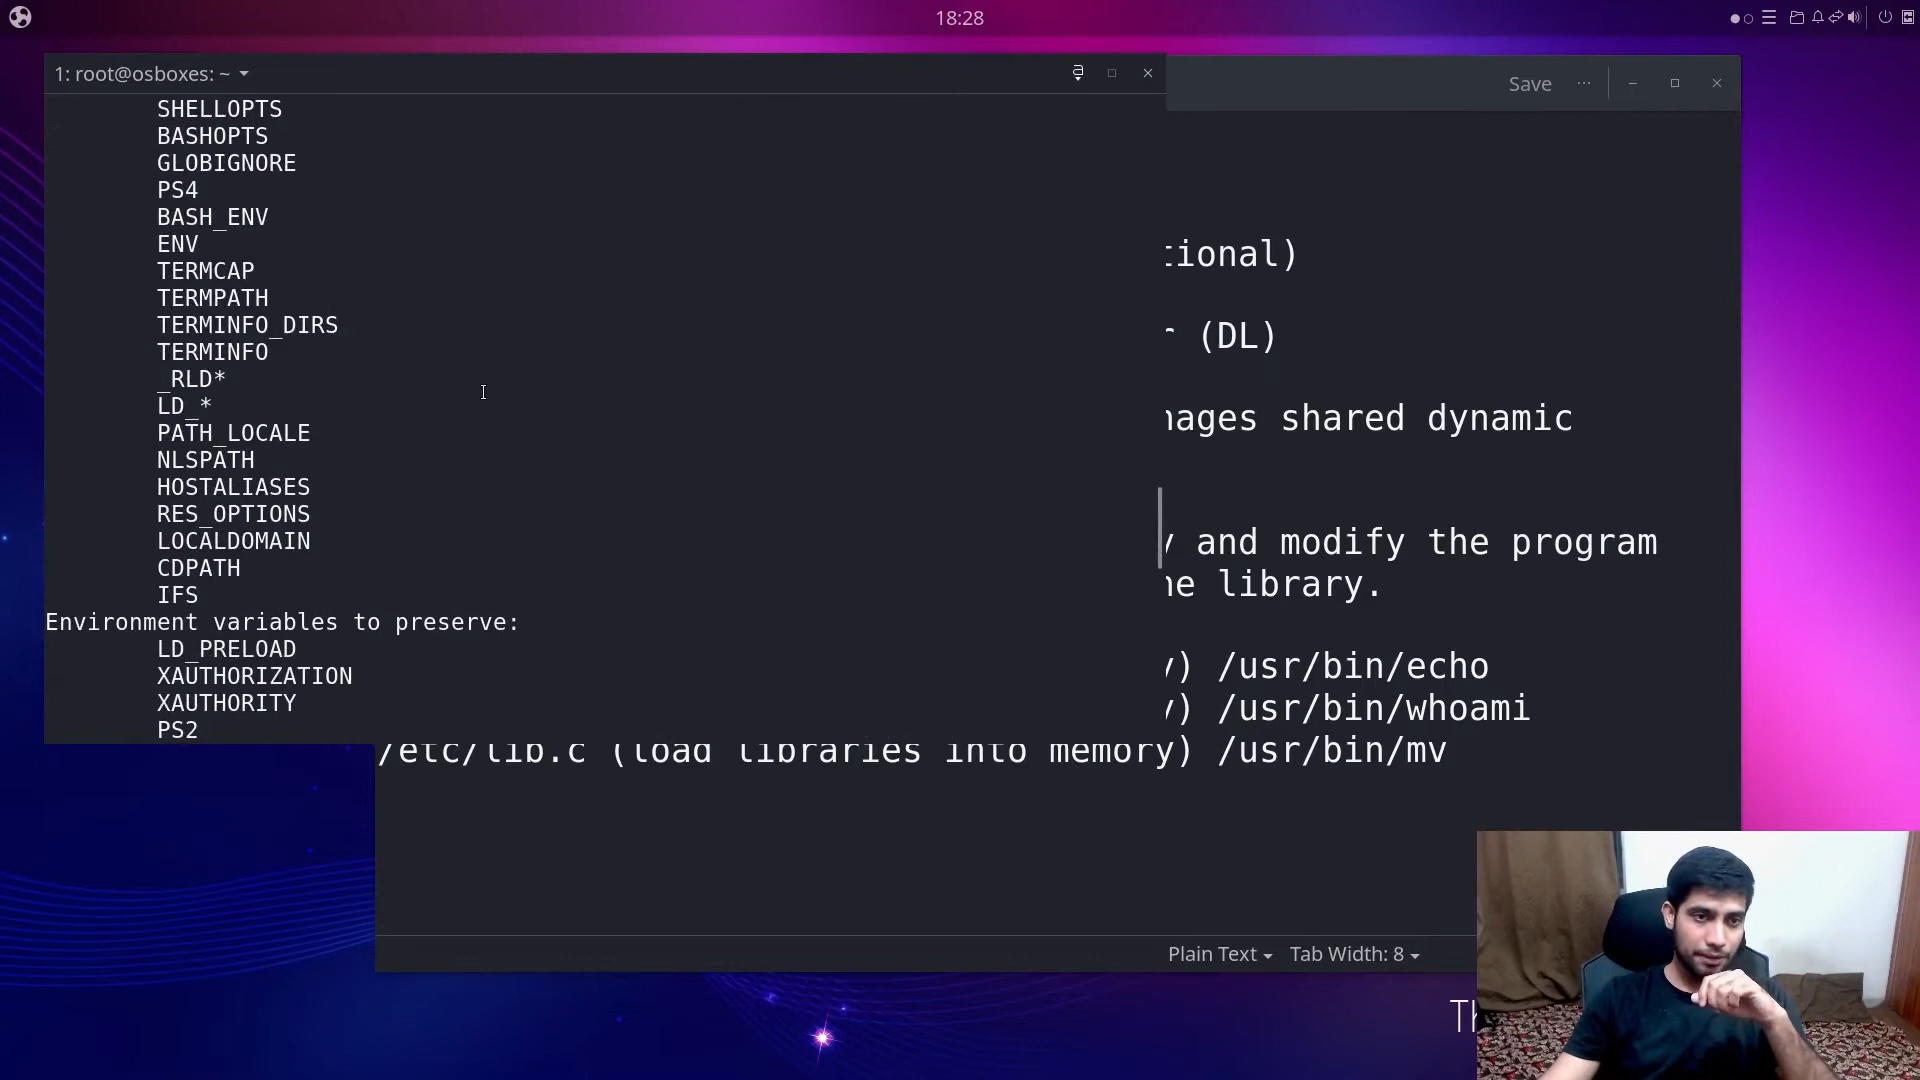 18:28
1: root@osboxes: ~
SHELLOPTS
BASHOPTS
GLOBIGNORE
PS4
BASH_ENV
ENV
TERMCAP
TERMPATH
TERMINFO_DIRS
TERMINFO
_RLD*
LD_*
PATH_LOCALE
NLSPATH
HOSTALIASES
RES_OPTIONS
LOCALDOMAIN
CDPATH
IFS
Environment variables to preserve:
LD_PRELOAD
XAUTHORIZATION
XAUTHORITY
PS2
Save
tional)
(DL)
nages shared dynamic
y and modify the program
he library.
y) /usr/bin/echo
y) /usr/bin/whoami
/etc/lib.c (load libraries into memory) /usr/bin/mv
Plain Text
Tab Width: 8